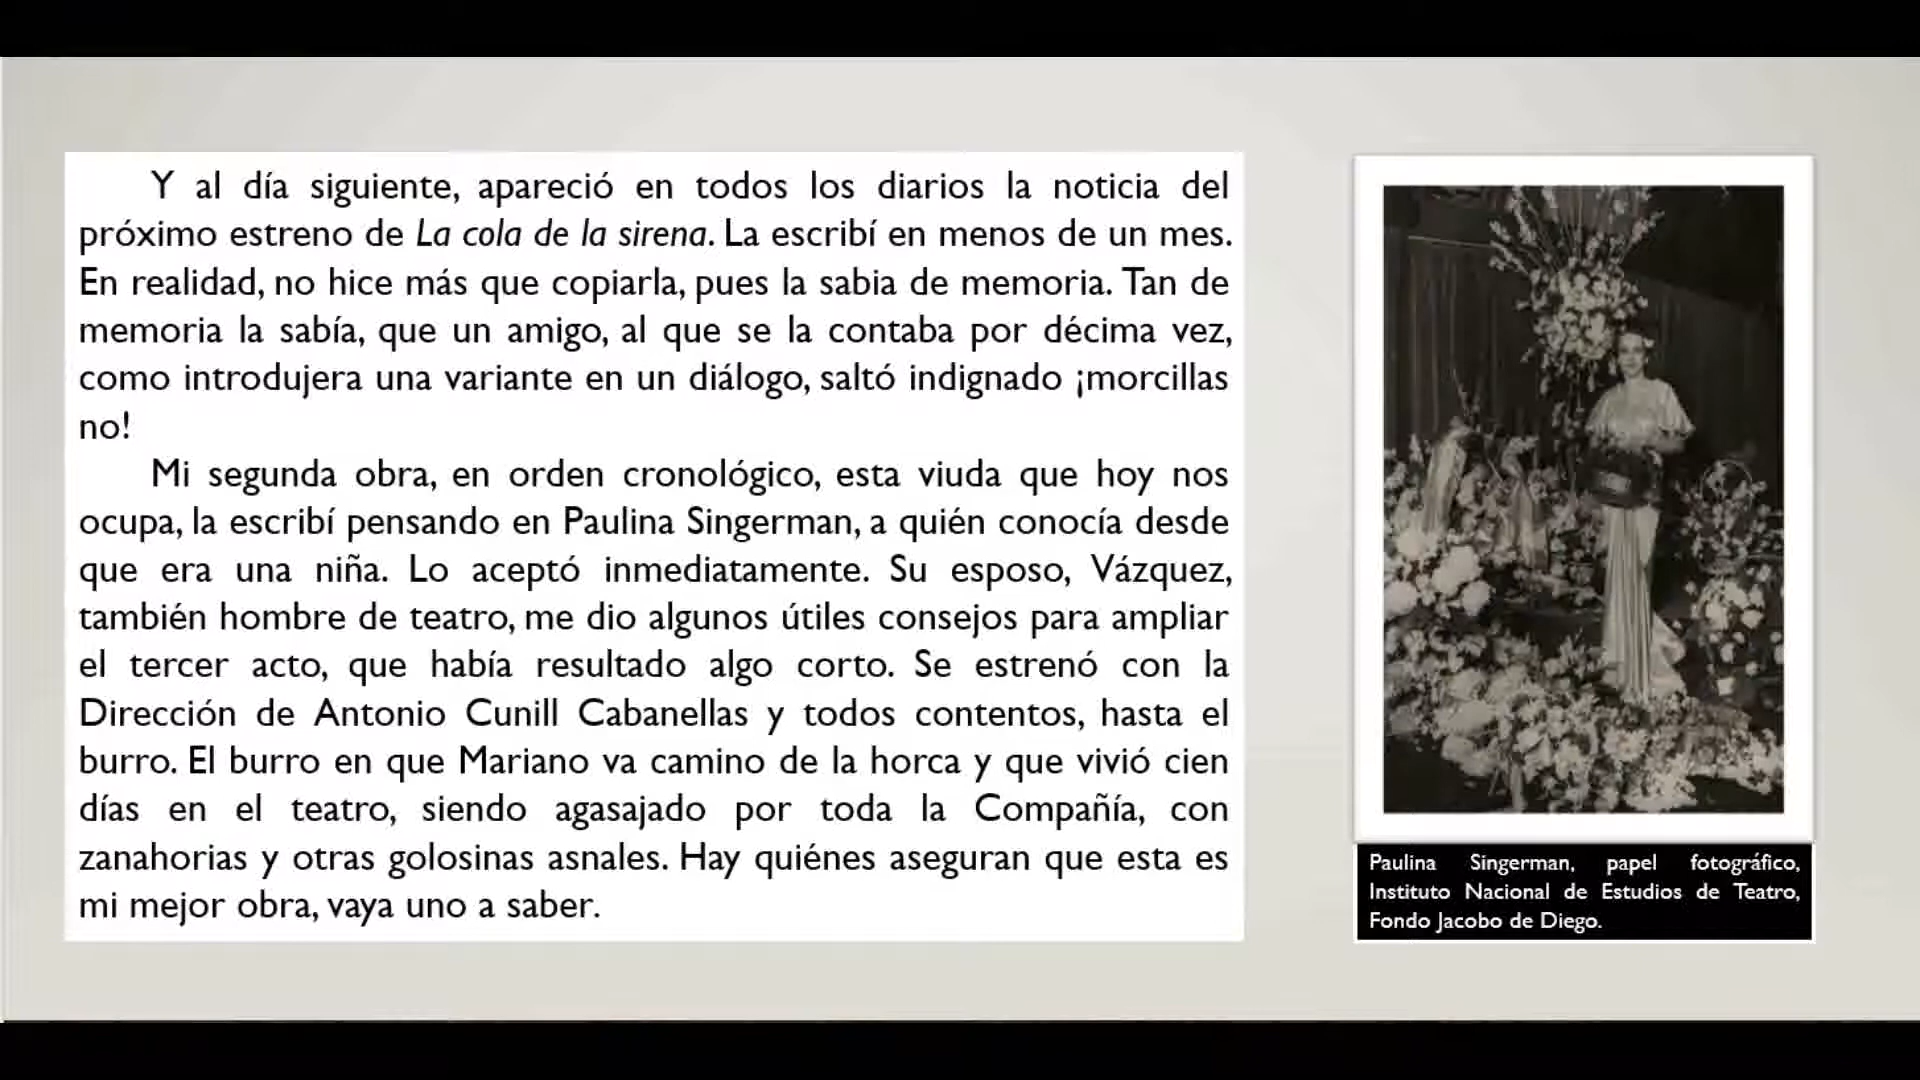 Y al día siguiente, apareció en todos los diarios la noticia del
próximo estreno de La cola de la sirena. La escribí en menos de un mes.
En realidad, no hice más que copiarla, pues la sabia de memoria. Tan de
memoria la sabía, que un amigo, al que se la contaba por décima vez,
como introdujera una variante en un diálogo, saltó indignado ¡morcillas
no!
Mi segunda obra, en orden cronológico, esta viuda que hoy nos
ocupa, la escribí pensando en Paulina Singerman, a quién conocía desde
que era una niña. Lo aceptó inmediatamente. Su esposo, Vázquez,
también hombre de teatro, me dio algunos útiles consejos para ampliar
el tercer acto, que había resultado algo corto. Se estrenó con la
Dirección de Antonio Cunill Cabanellas y todos contentos, hasta el
burro. El burro en que Mariano va camino de la horca y que vivió cien
días en el teatro, siendo agasajado por toda la Compañía, con
zanahorias y otras golosinas asnales. Hay quiénes aseguran que esta es
mi mejor obra, vaya uno a saber.
Paulina Singerman, papel fotográfico,
Instituto Nacional de Estudios de Teatro,
Fondo Jacobo de Diego.